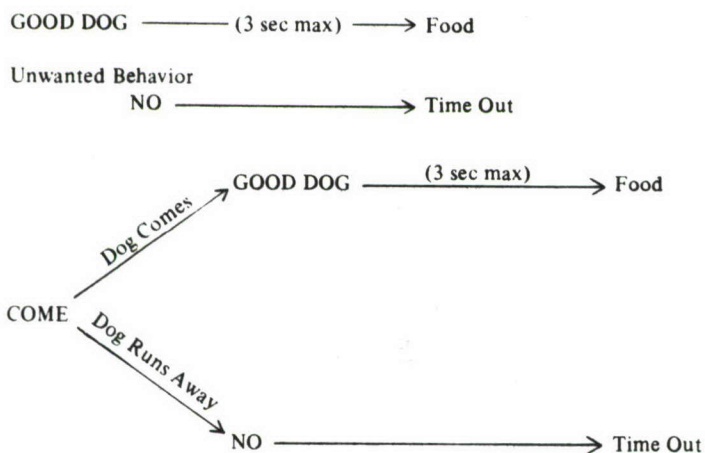 GOOD DOG (3 sec max) Food
Unwanted Behavior
NO Time Out
GOOD DOG (3 sec max) Food
Dog Comes
COME
Dog Runs Away
NO Time Out